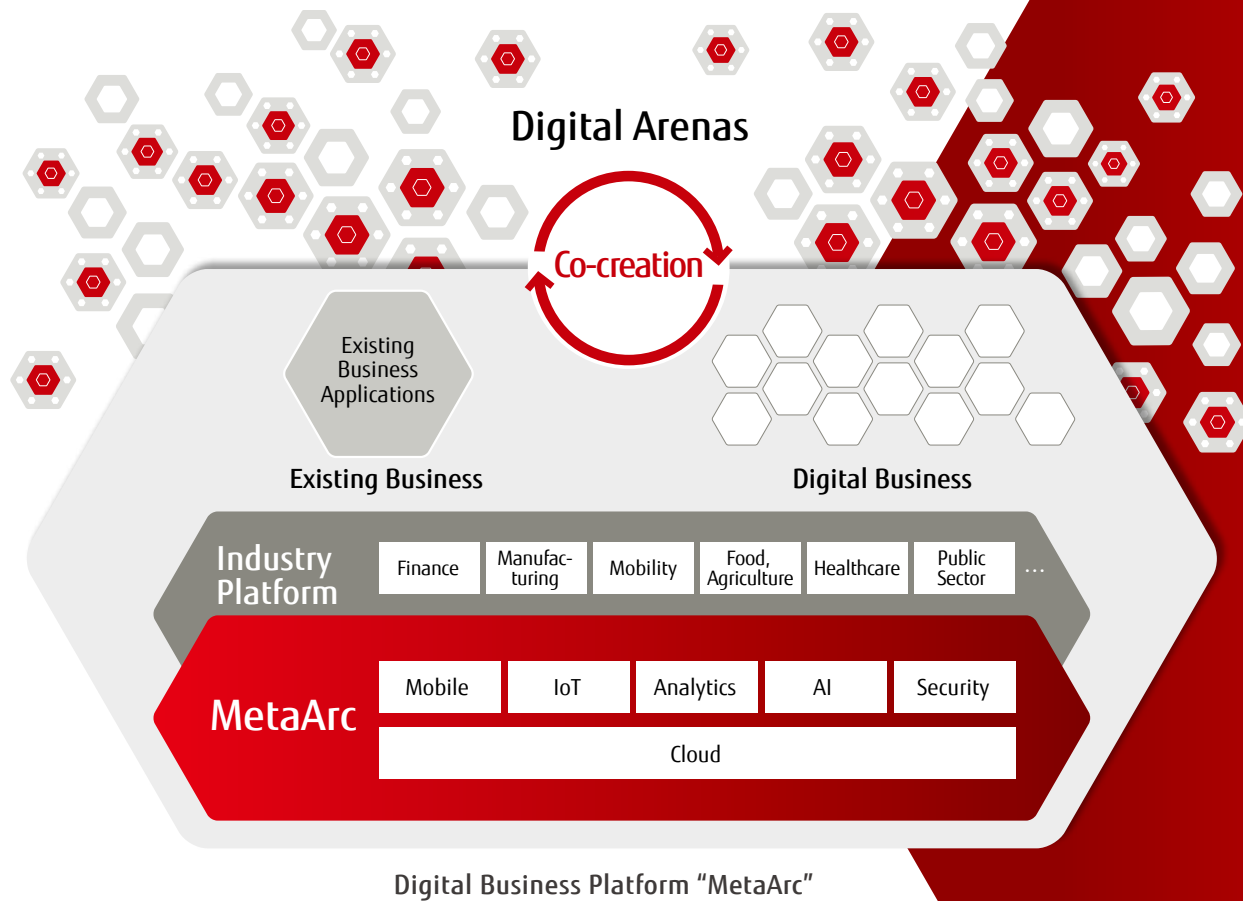 Digital Arenas
Co-creation
Existing
Business
Applications
Existing Business
Digital Business
Industry
Platform
Finance
Manufac-
turing
Mobility
Food,
Agriculture
Healthcare
Public
Sector
...
MetaArc
Mobile
IoT
Analytics
AI
Security
Cloud
Digital Business Platform “MetaArc”